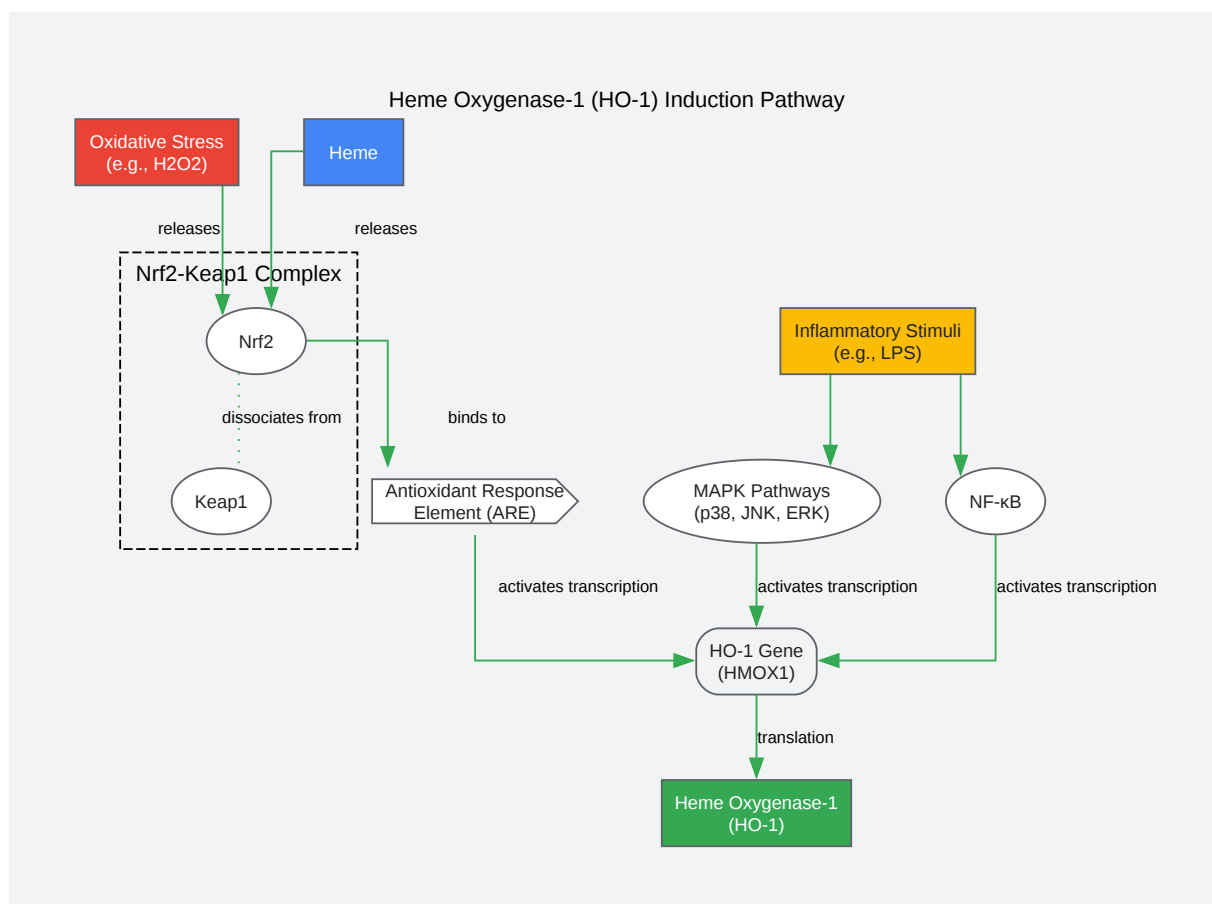 Heme Oxygenase-1 (HO-1) Induction Pathway
Oxidative Stress
(e.g., H2O2)
Heme
releases
releases
Nrf2-Keap1 Complex
Nrf2
Inflammatory Stimuli
(e.g., LPS)
dissociates from
binds to
Keap1
Antioxidant Response
Element (ARE)
MAPK Pathways
(p38, JNK, ERK)
NF-κB
activates transcription
activates transcription
activates transcription
HO-1 Gene
(HMOX1)
translation
Heme Oxygenase-1
(HO-1)